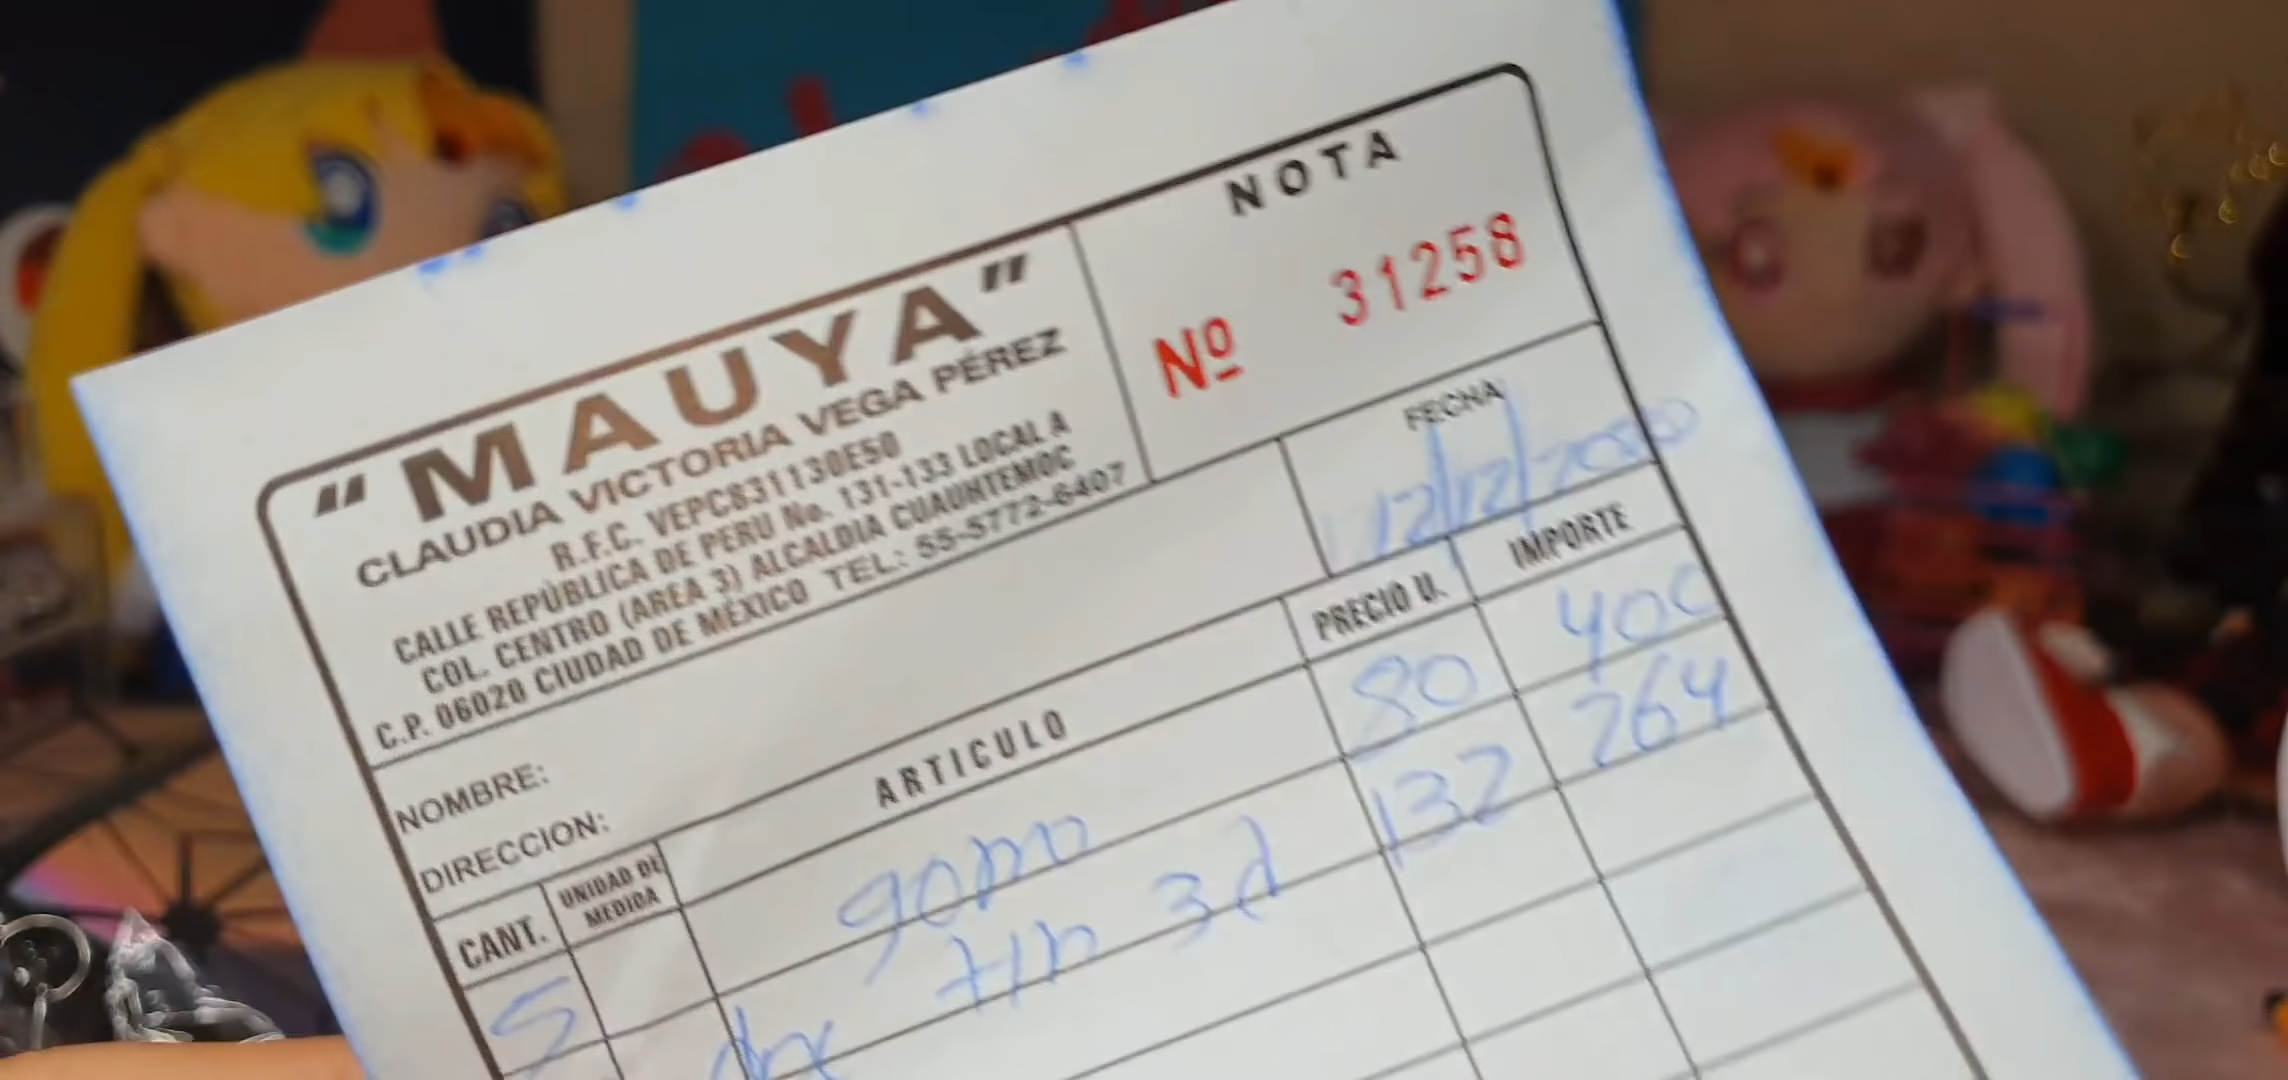 NOTA
Nº 31258
"MAUYA"
CLAUDIA VICTORIA VEGA PÉREZ
R.F.C. VEPC831130E50
CALLE REPÚBLICA DE PERU No. 131-133 LOCAL A
COL. CENTRO (AREA 3) ALCALDIA CUAUHTEMOC
C.P. 06020 CIUDAD DE MÉXICO TEL.: 55-5772-6407
FECHA
12/12/
NOMBRE:
DIRECCION:
CANT. UNIDAD DE MEDIDA ARTICULO PRECIO U. IMPORTE
5 80 400
3d 132 264